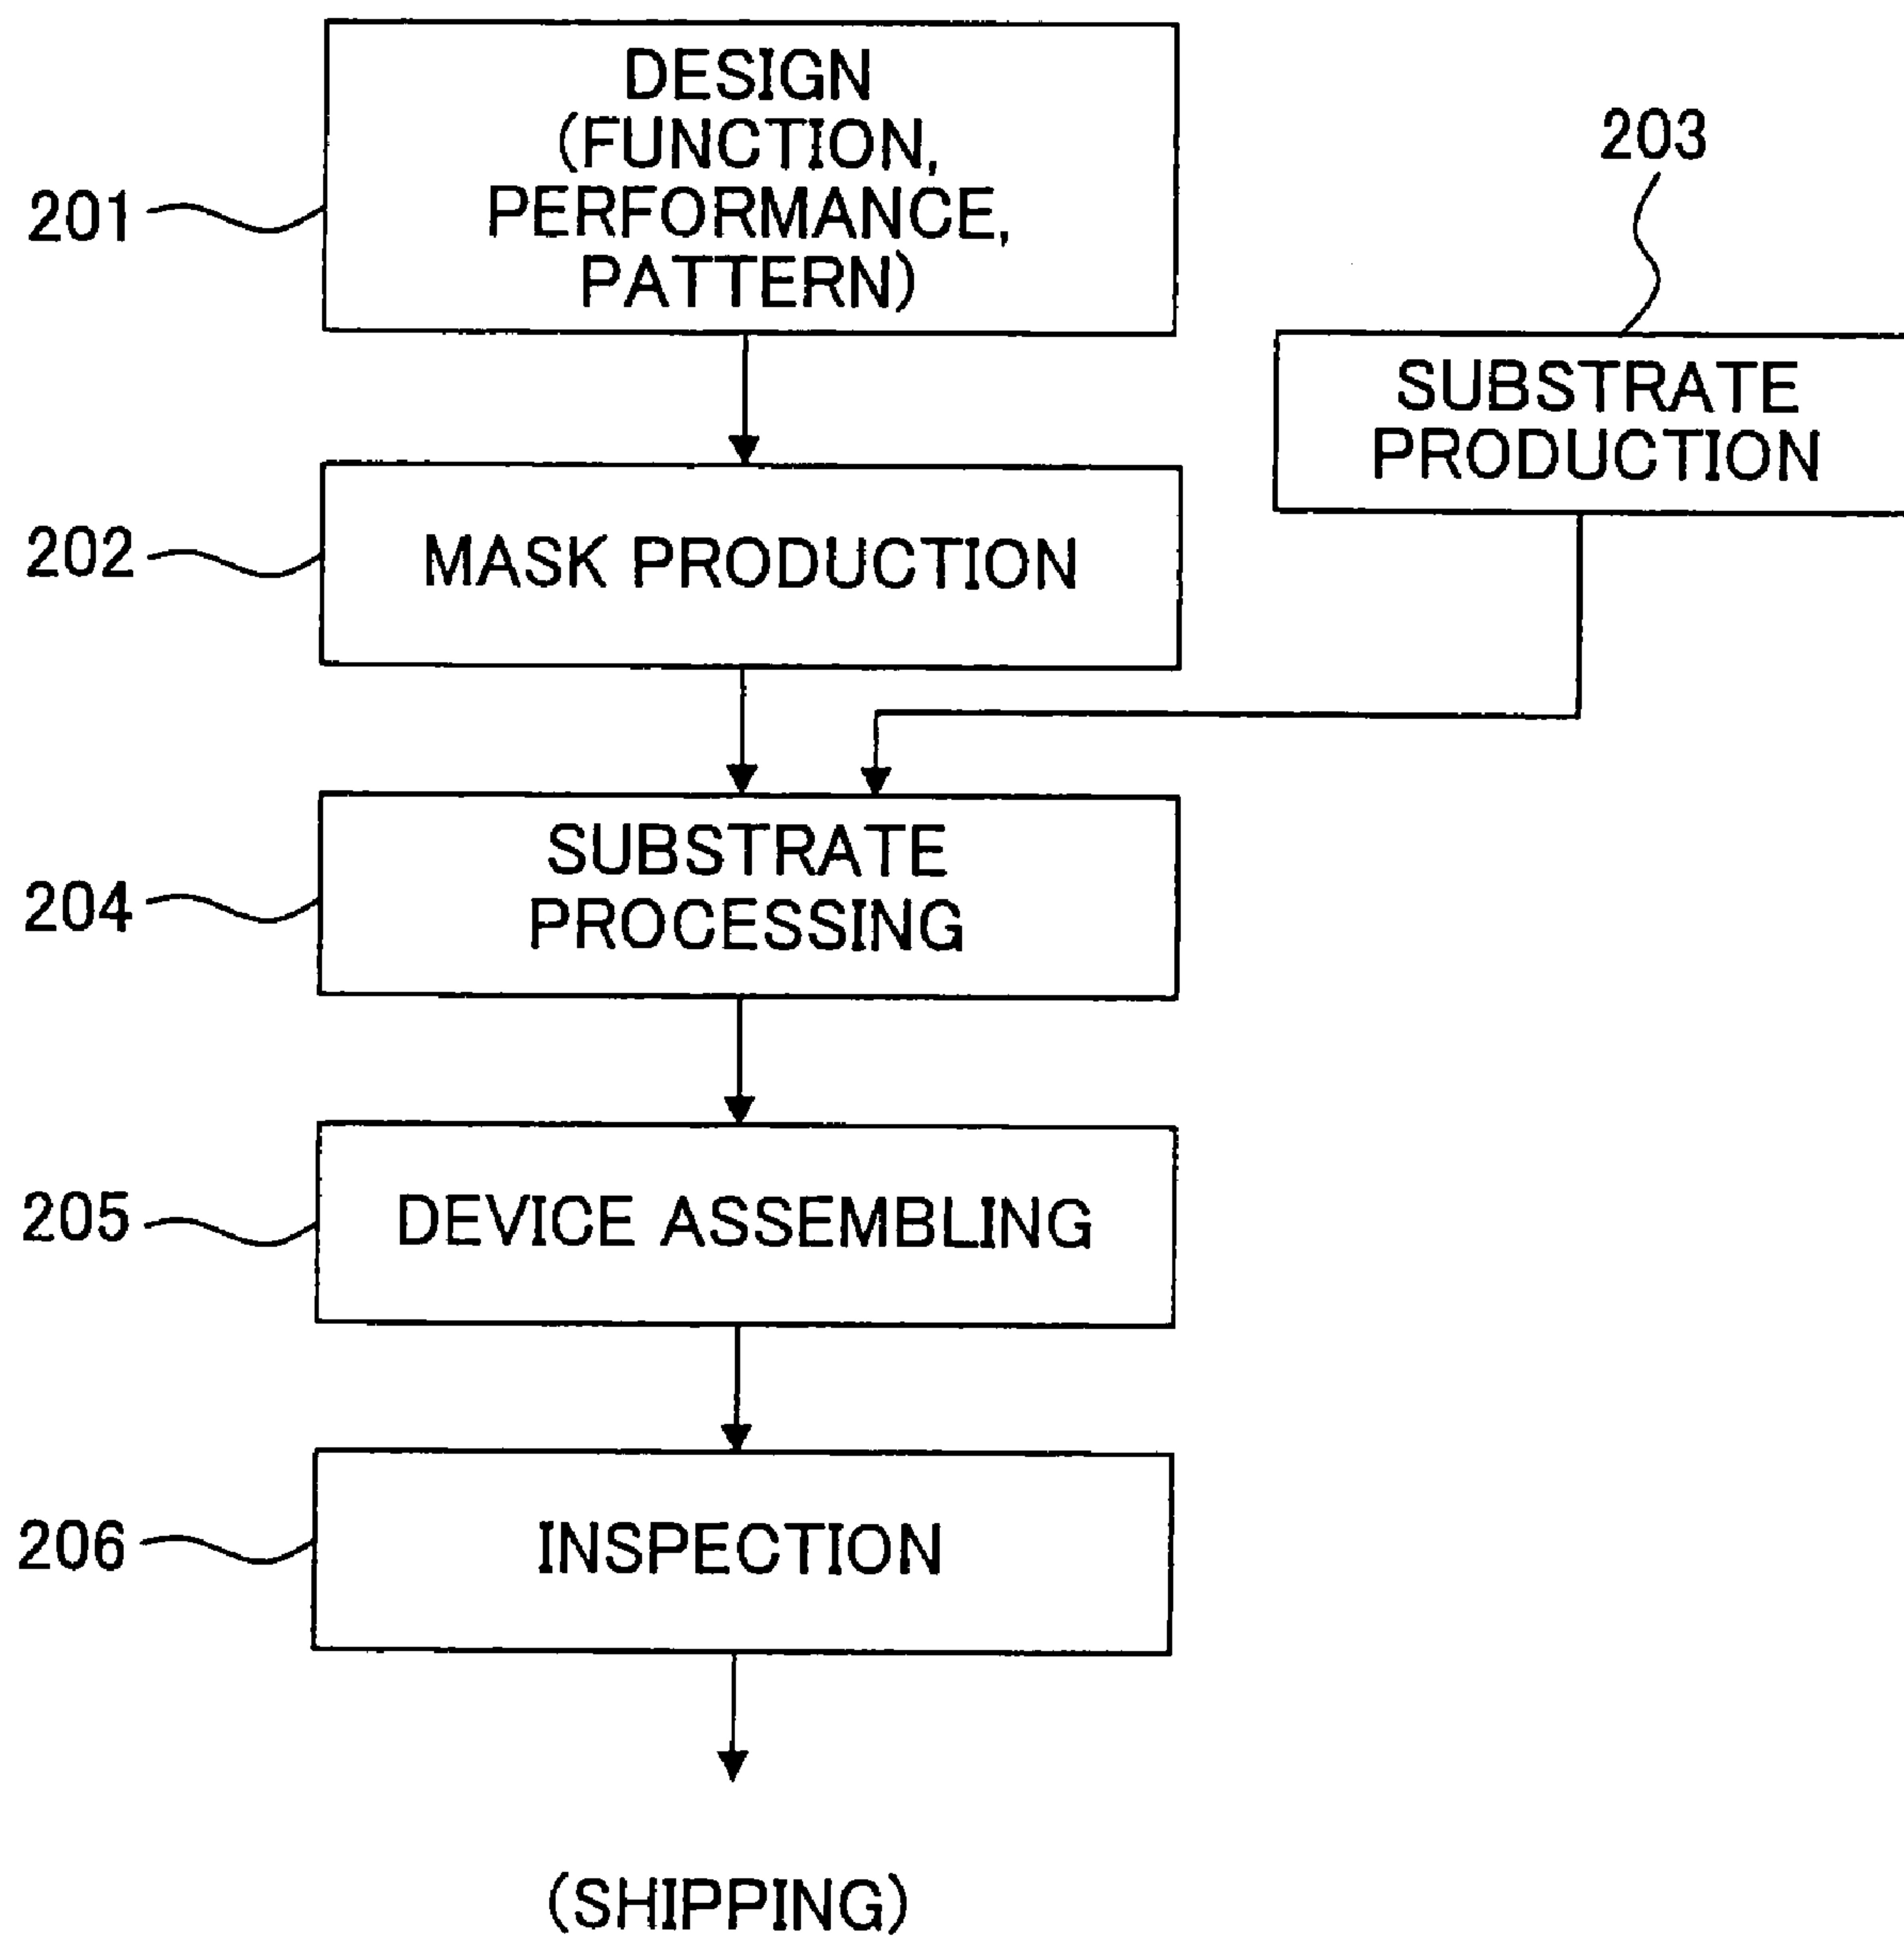 DESIGN
(FUNCTION,
PERFORMANCE,
PATTERN)
201
203
SUBSTRATE
PRODUCTION
202
MASK PRODUCTION
SUBSTRATE
PROCESSING
204
205
DEVICE ASSEMBLING
206
INSPECTION
(SHIPPING)